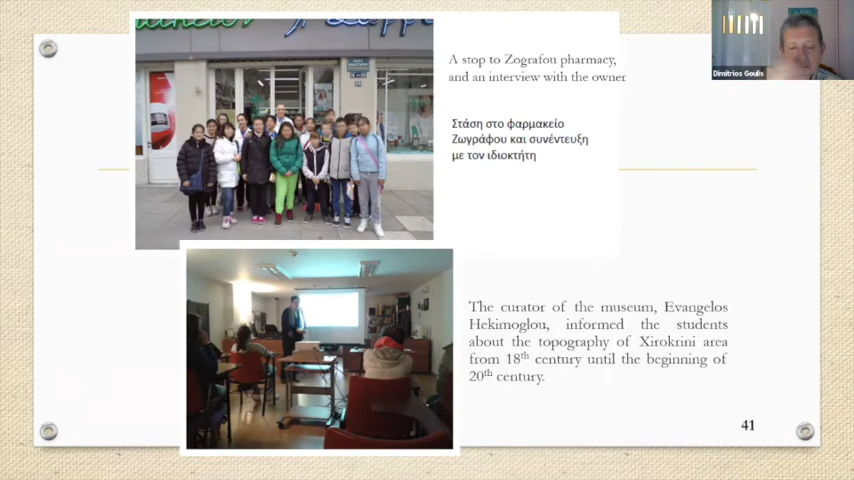 A stop to Zografou pharmacy,
and an interview with the owner
Dimitrios Goulis
Στάση στο φαρμακείο
Ζωγράφου και συνέντευξη
με τον ιδιοκτήτη
The curator of the museum, Evangelos
Hekimoglou, informed the students
about the topography of Xirokrini area
from 18th century until the beginning of
20th century.
41